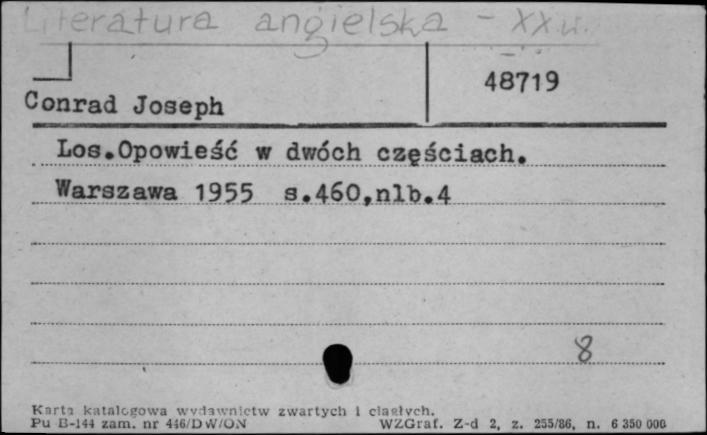 Literatura angielska - XX w.
48719
Conrad Joseph
Los.Opowieść w dwóch częściach.
Warszawa 1955 s.460,nlb.4
8
Karta katalogowa wydawnictw zwartych i ciągłych.
Pu B-144 zam. nr 446/DW/ON WZGraf. Z-d 2, z. 255/86, n. 6 350 000